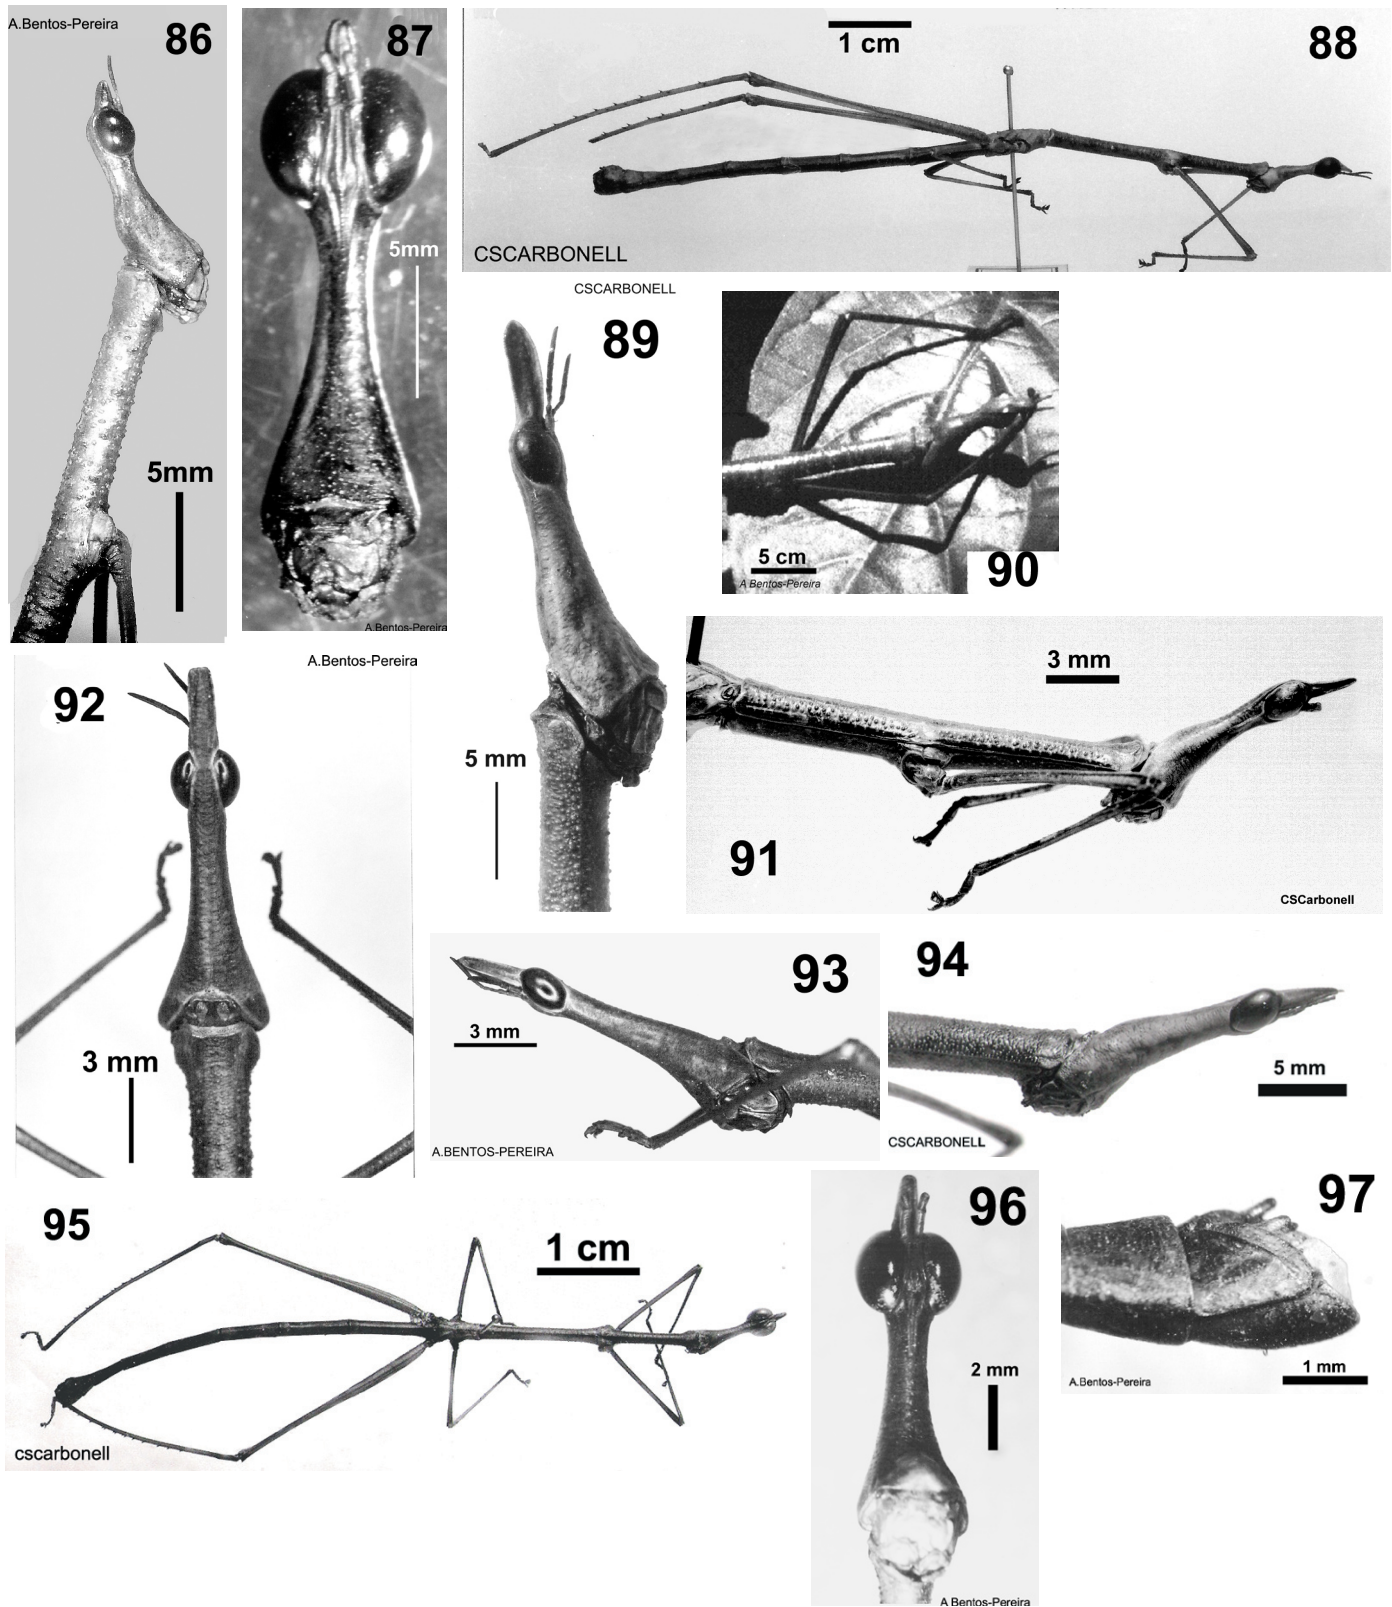 A.Bentos-Pereira
86
5mm
87
5mm
A.Bentos-Pereira
1 cm
88
CSCARBONELL
CSCARBONELL
89
5 mm
5 cm
A Bentos-Pereira
90
3 mm
91
CSCarbonell
A.Bentos-Pereira
92
3 mm
93
3 mm
A.BENTOS-PEREIRA
94
5 mm
CSCARBONELL
95
1 cm
cscarbonell
96
2 mm
A Bentos-Pereira
97
1 mm
A.Bentos-Pereira